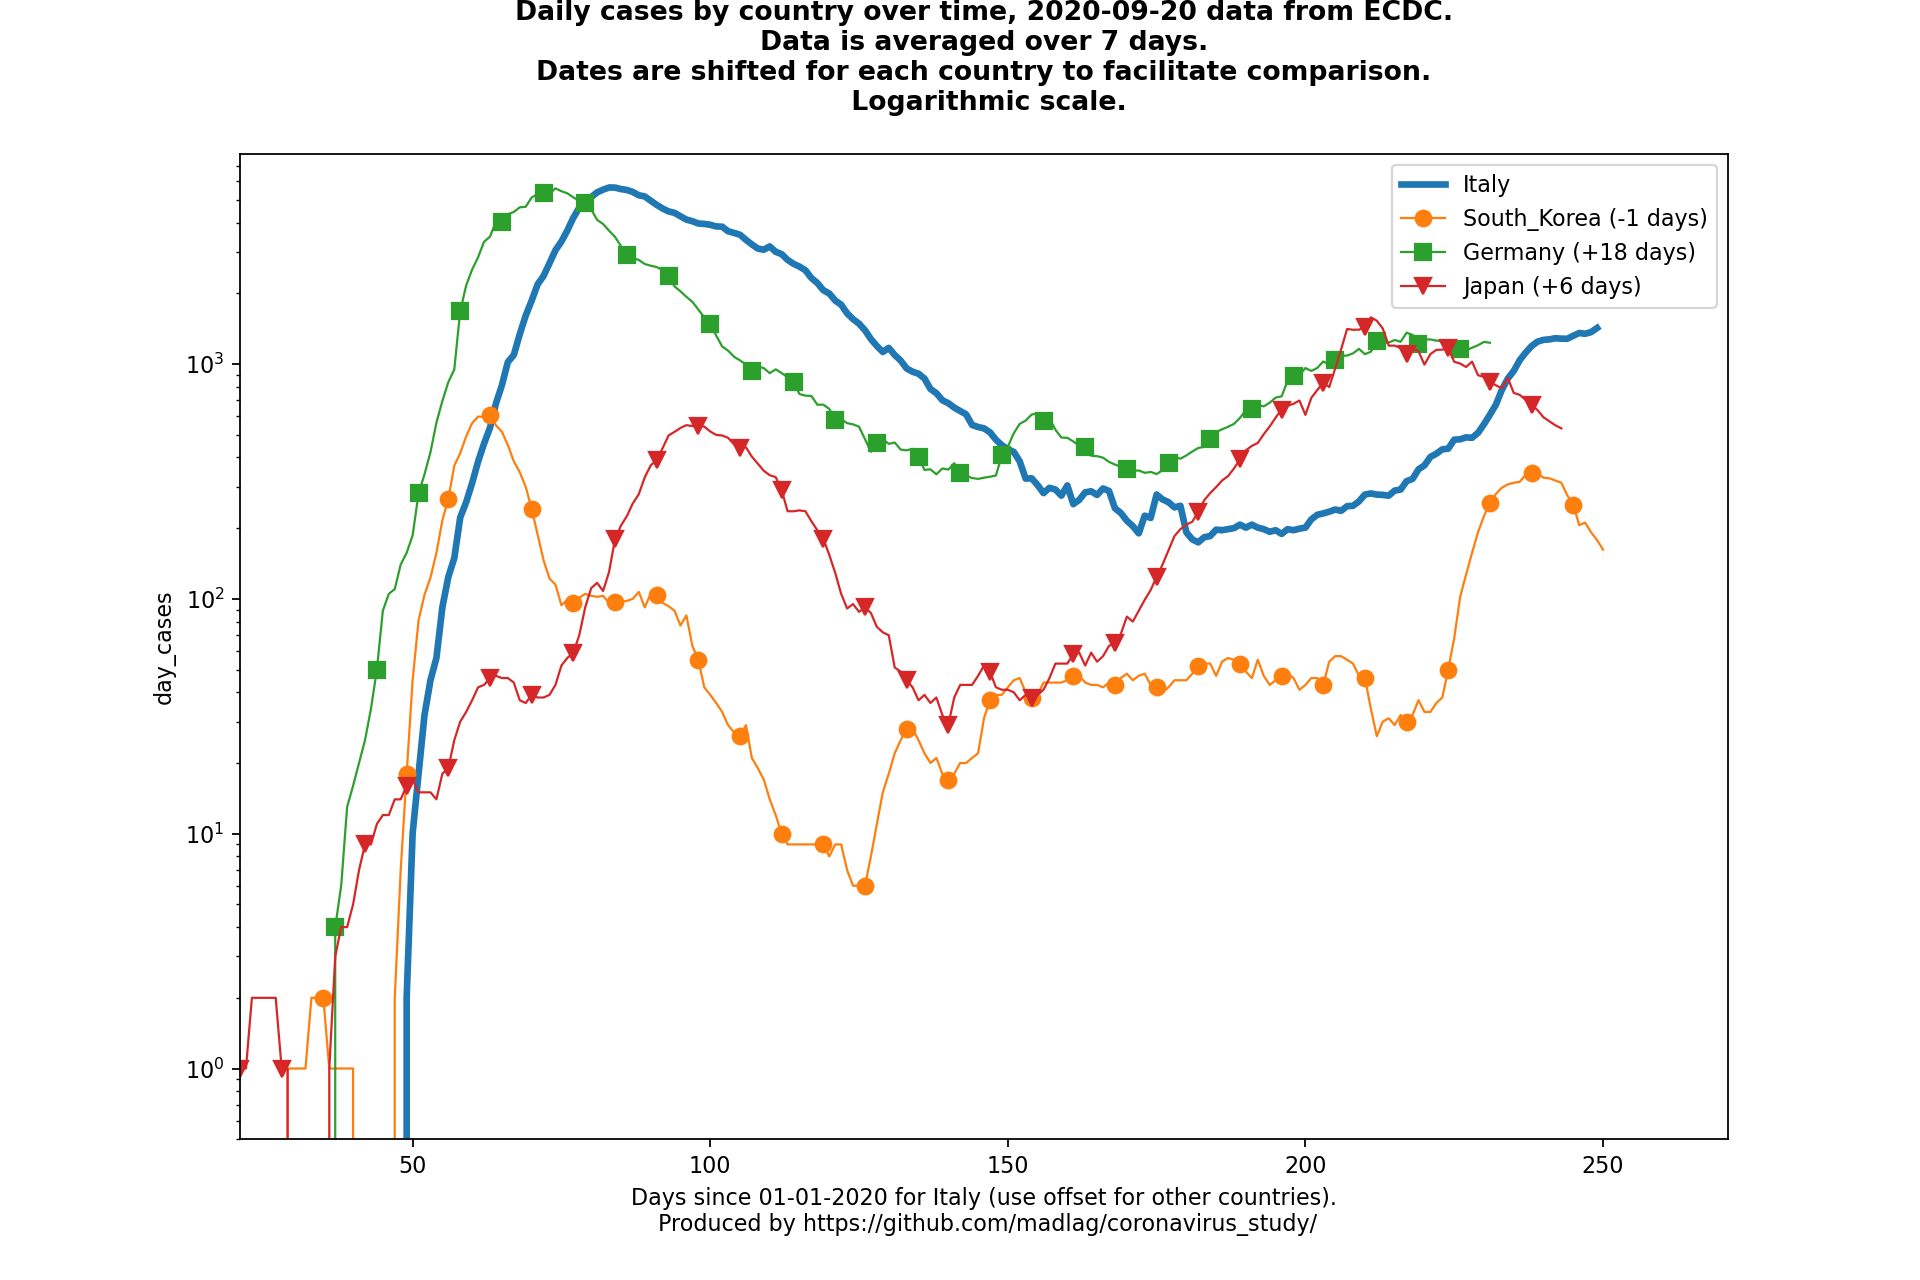 Daily cases by country over time, 2020-09-20 data from ECDC.
Data is averaged over 7 days.
Dates are shifted for each country to facilitate comparison.
Logarithmic scale.
Italy
South_Korea (-1 days)
Germany (+18 days)
Japan (+6 days)
day_cases
10³
10²
10¹
10⁰
50
100
150
200
250
Days since 01-01-2020 for Italy (use offset for other countries).
Produced by https://github.com/madlag/coronavirus_study/